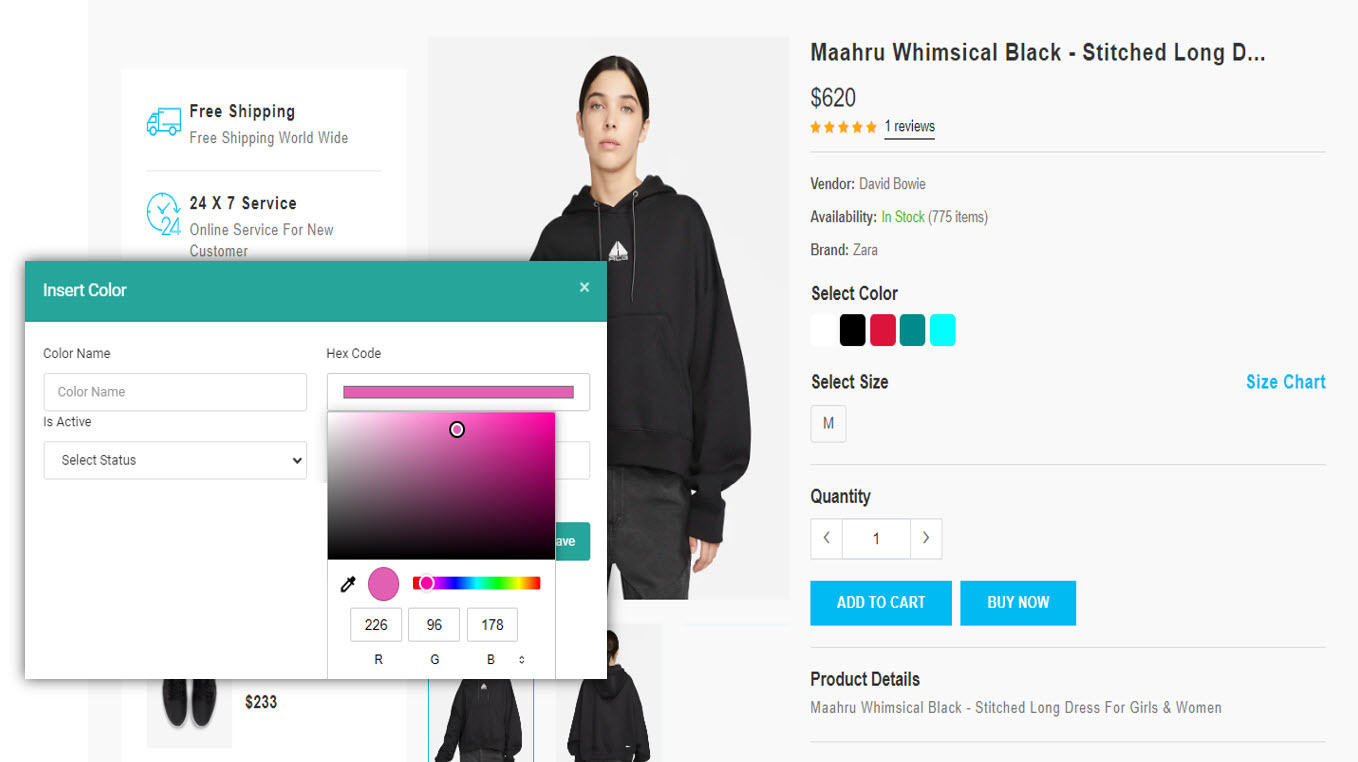 Free Shipping
Free Shipping World Wide
24 X 7 Service
Online Service For New
Customer
Insert Color
×
Color Name
Hex Code
Color Name
Is Active
Select Status
ave
226
96
178
R
G
B
$233
Maahru Whimsical Black - Stitched Long D...
$620
1 reviews
Vendor: David Bowie
Availability: In Stock (775 items)
Brand: Zara
Select Color
Select Size
Size Chart
M
Quantity
1
ADD TO CART
BUY NOW
Product Details
Maahru Whimsical Black - Stitched Long Dress For Girls & Women
24